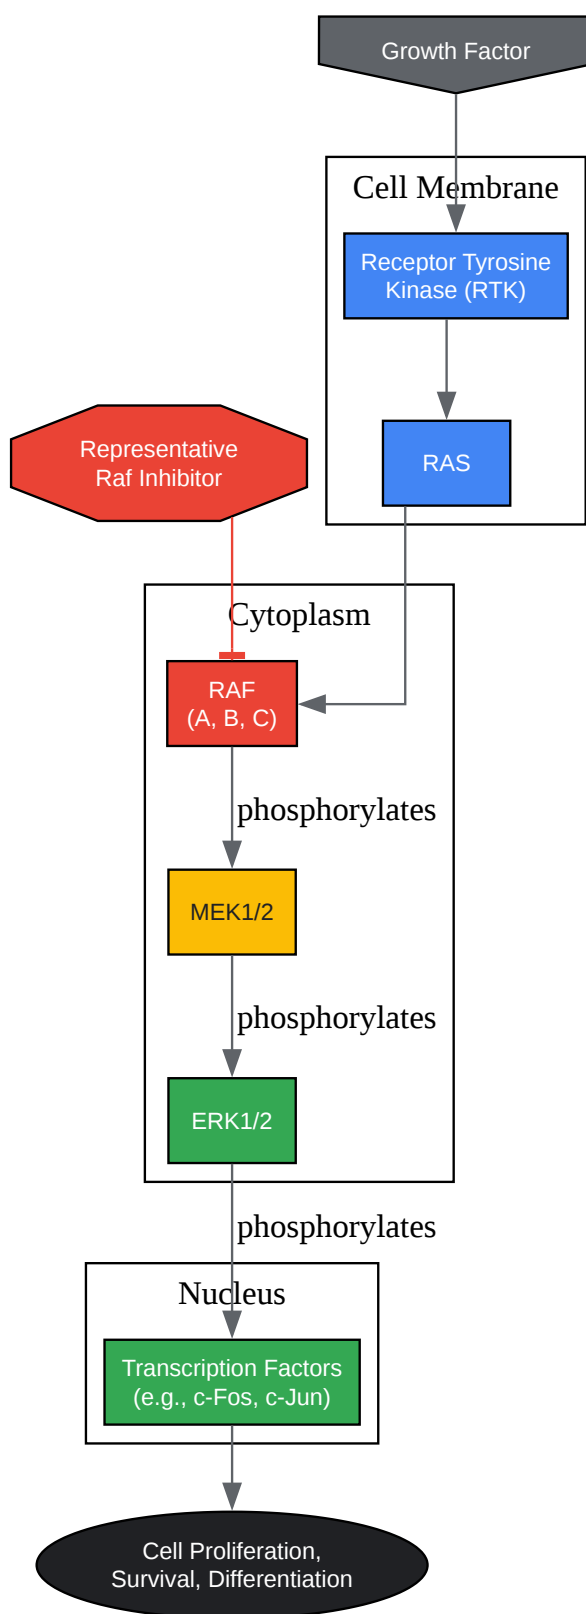 Growth Factor
Cell Membrane
Receptor Tyrosine
Kinase (RTK)
RAS
Representative
Raf Inhibitor
Cytoplasm
RAF
(A, B, C)
phosphorylates
MEK1/2
phosphorylates
ERK1/2
phosphorylates
Nucleus
Transcription Factors
(e.g., c-Fos, c-Jun)
Cell Proliferation,
Survival, Differentiation